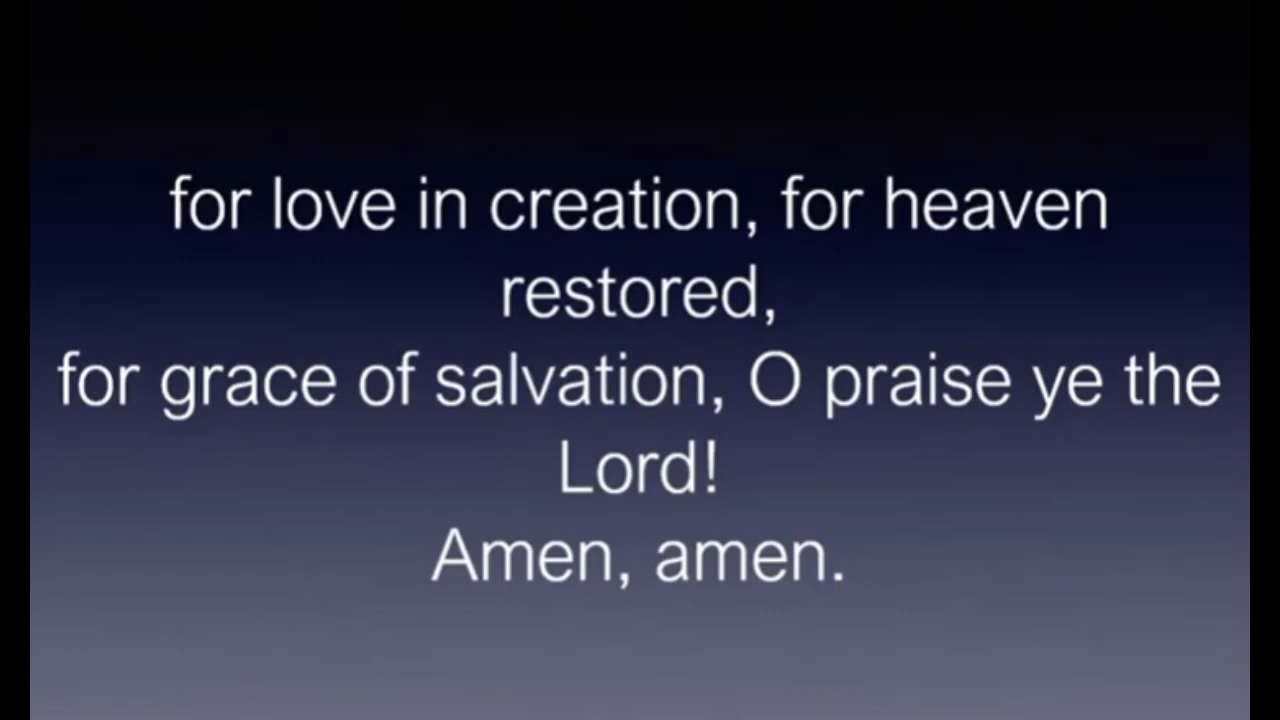 for love in creation, for heaven
restored,
for grace of salvation, O praise ye the
Lord!
Amen, amen.